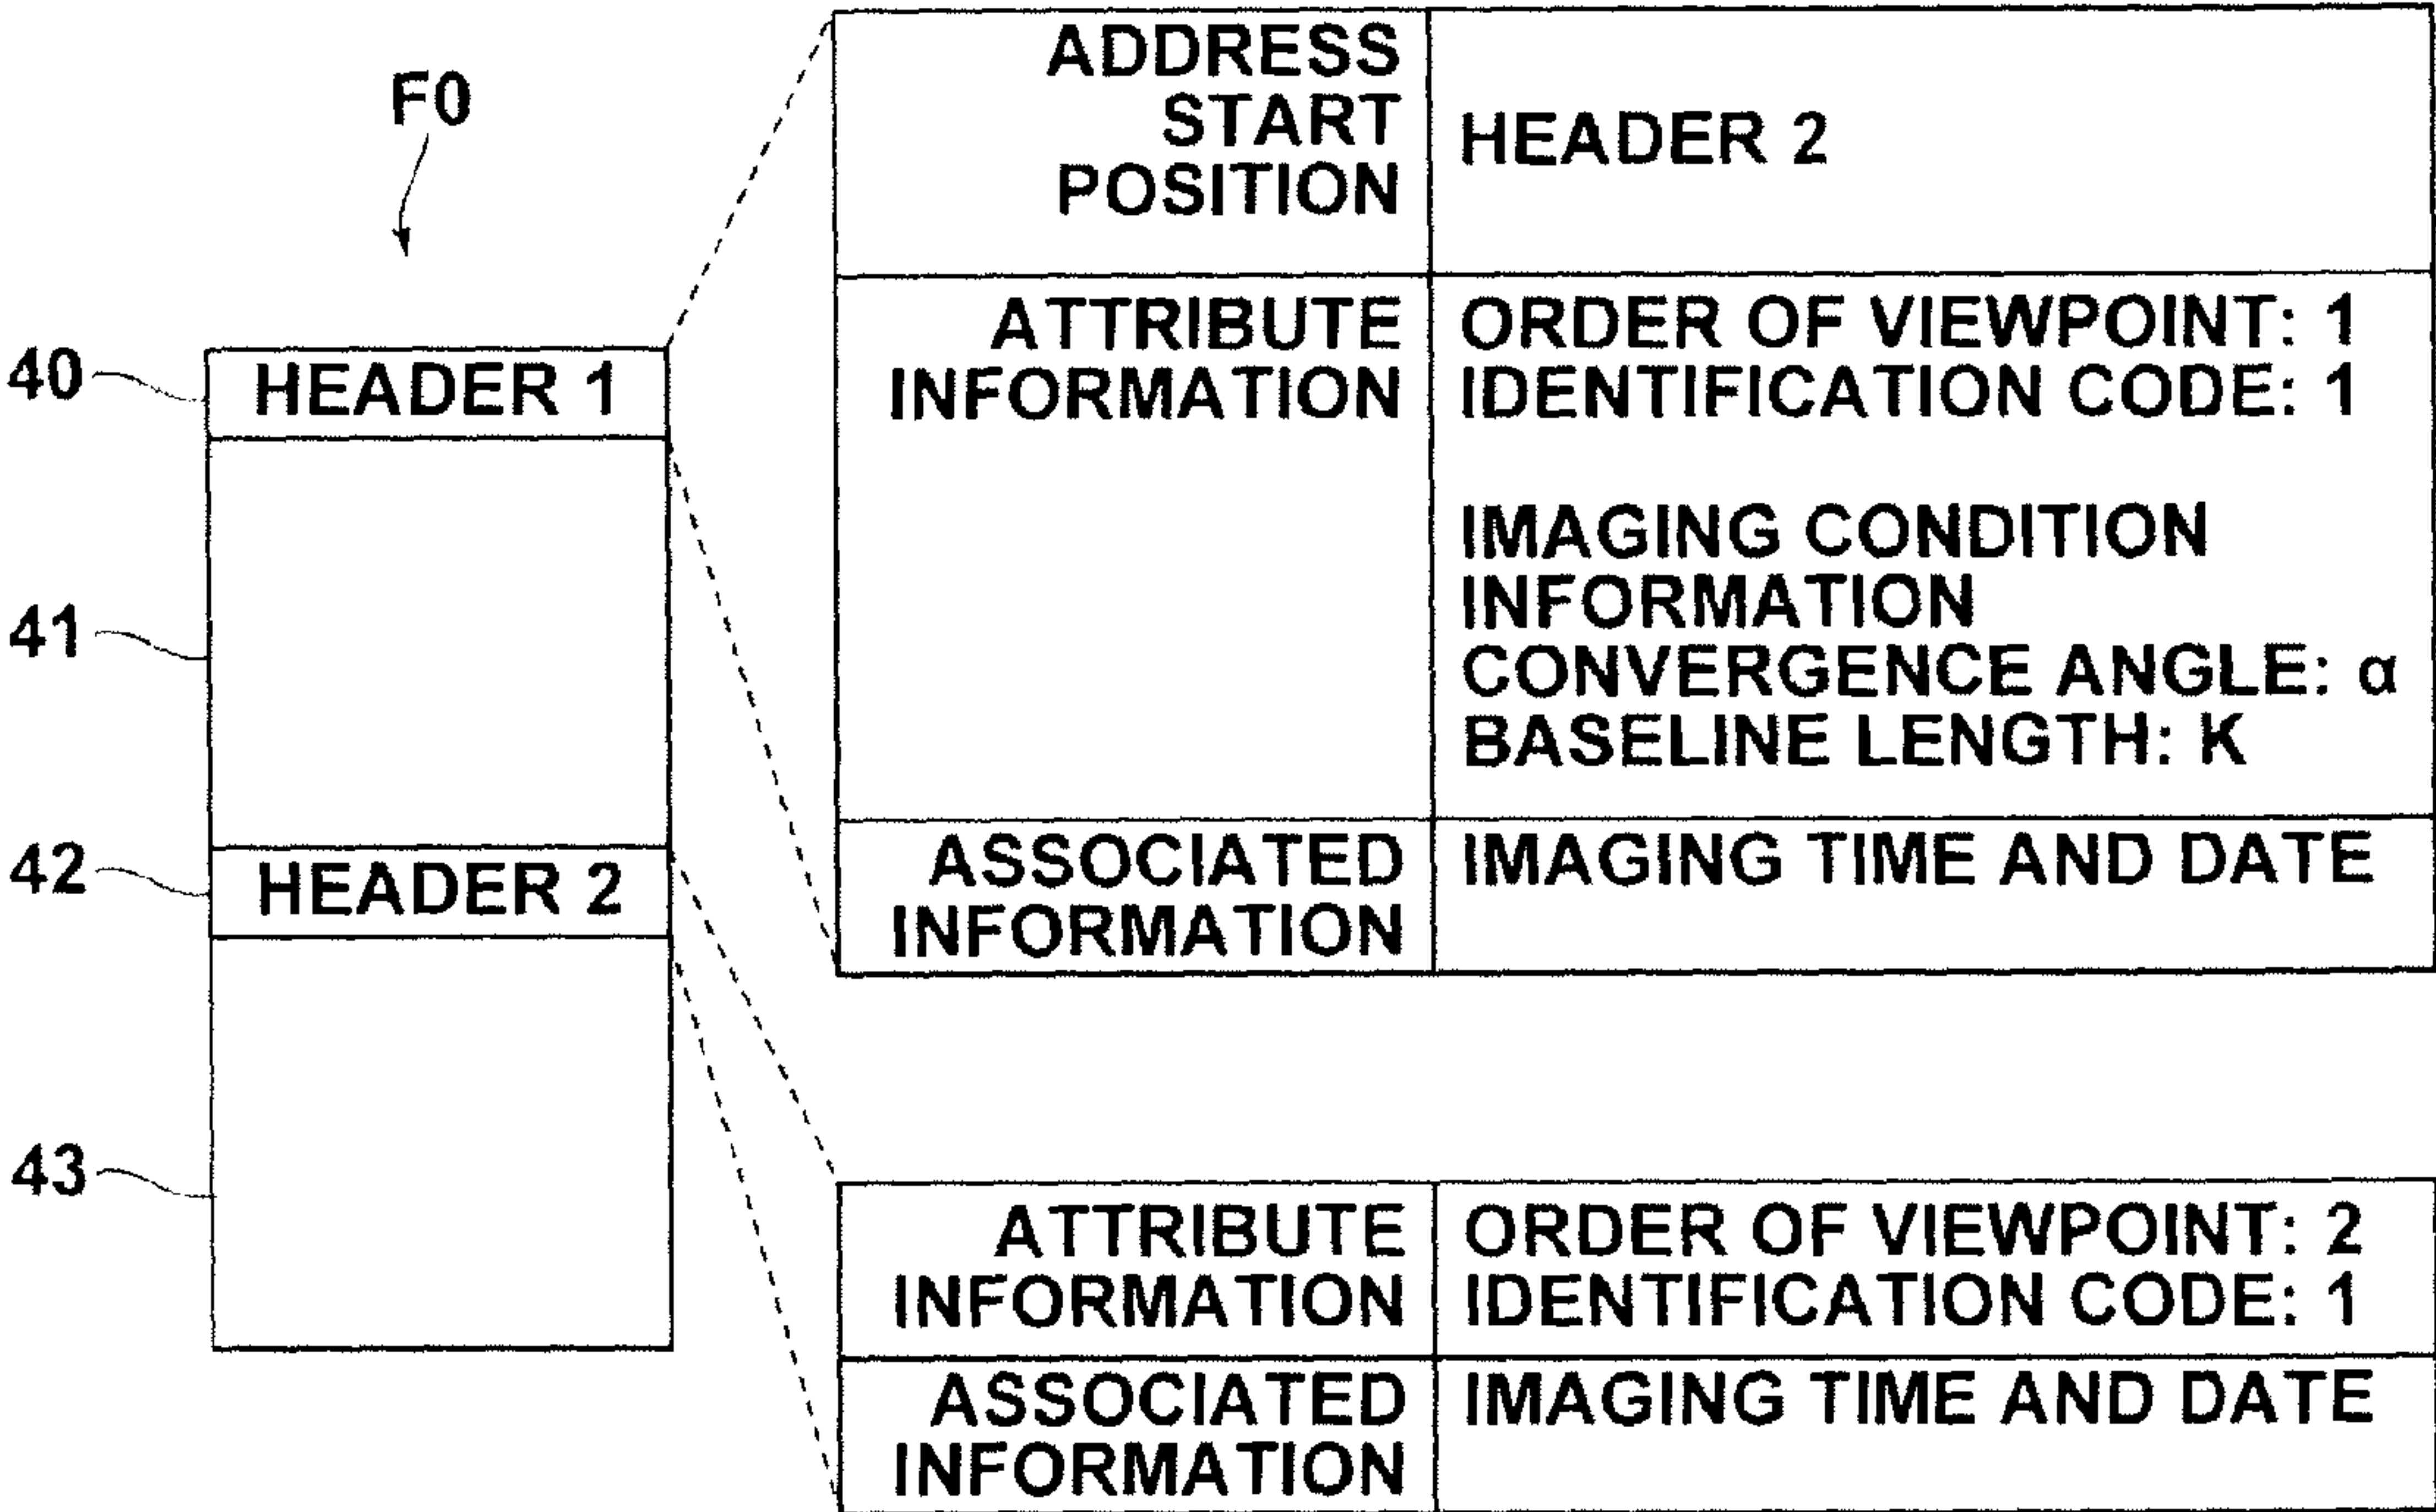 F0
40
HEADER 1
41
42
HEADER 2
43
ADDRESS
START
POSITION
HEADER 2
ATTRIBUTE
INFORMATION
ORDER OF VIEWPOINT: 1
IDENTIFICATION CODE: 1
IMAGING CONDITION
INFORMATION
CONVERGENCE ANGLE: α
BASELINE LENGTH: K
ASSOCIATED
INFORMATION
IMAGING TIME AND DATE
ATTRIBUTE
INFORMATION
ORDER OF VIEWPOINT: 2
IDENTIFICATION CODE: 1
ASSOCIATED
INFORMATION
IMAGING TIME AND DATE